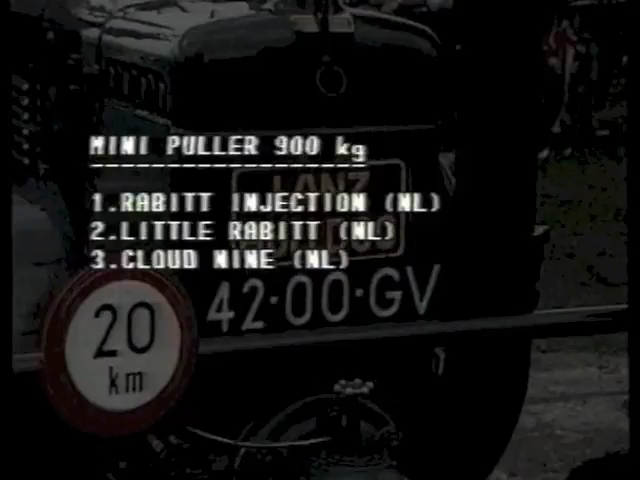 MINI PULLER 900 kg
1.RABITT INJECTION (NL)
2.LITTLE RABITT (NL)
3.CLOUD NINE (NL)
LANZ
42·00·GV
20
km